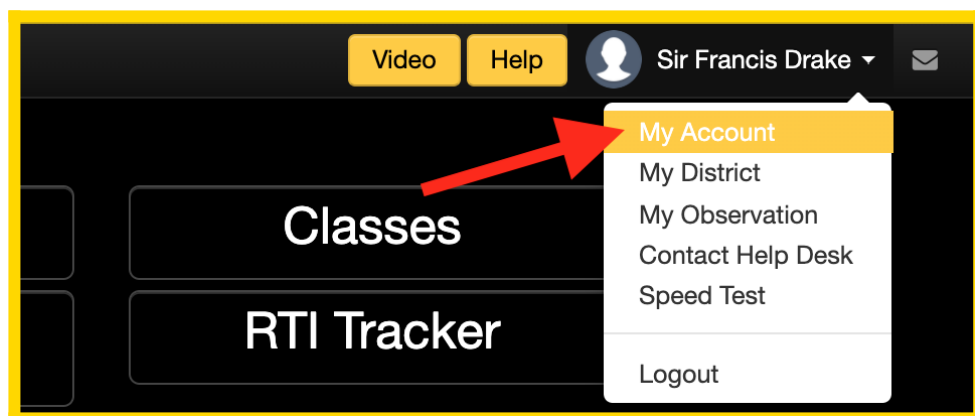 Video Help Sir Francis Drake
My Account
My District
Classes
My Observation
Contact Help Desk
Speed Test
RTI Tracker
Logout